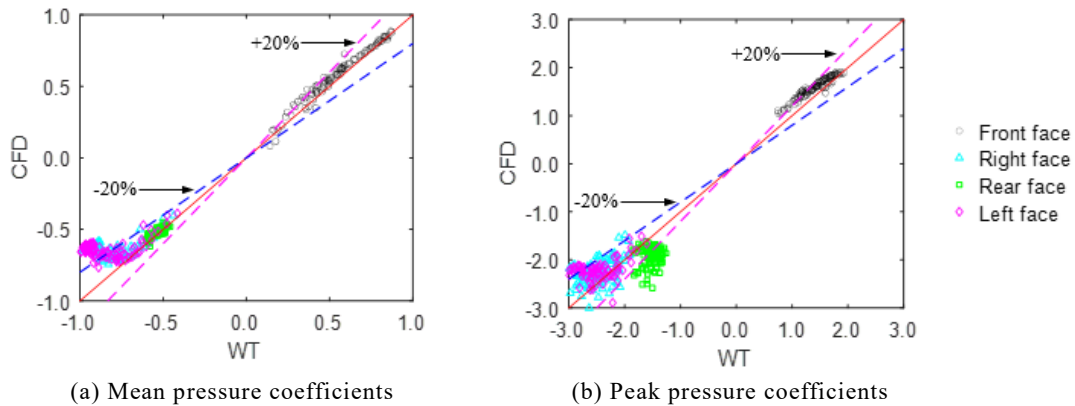 1.0
0.5
0.0
-0.5
-1.0
CFD
+20%
-20%
-1.0 -0.5 0.0 0.5 1.0
WT
(a) Mean pressure coefficients
3.0
2.0
1.0
0.0
-1.0
-2.0
-3.0
CFD
+20%
-20%
-3.0 -2.0 -1.0 0.0 1.0 2.0 3.0
WT
(b) Peak pressure coefficients
Front face
Right face
Rear face
Left face